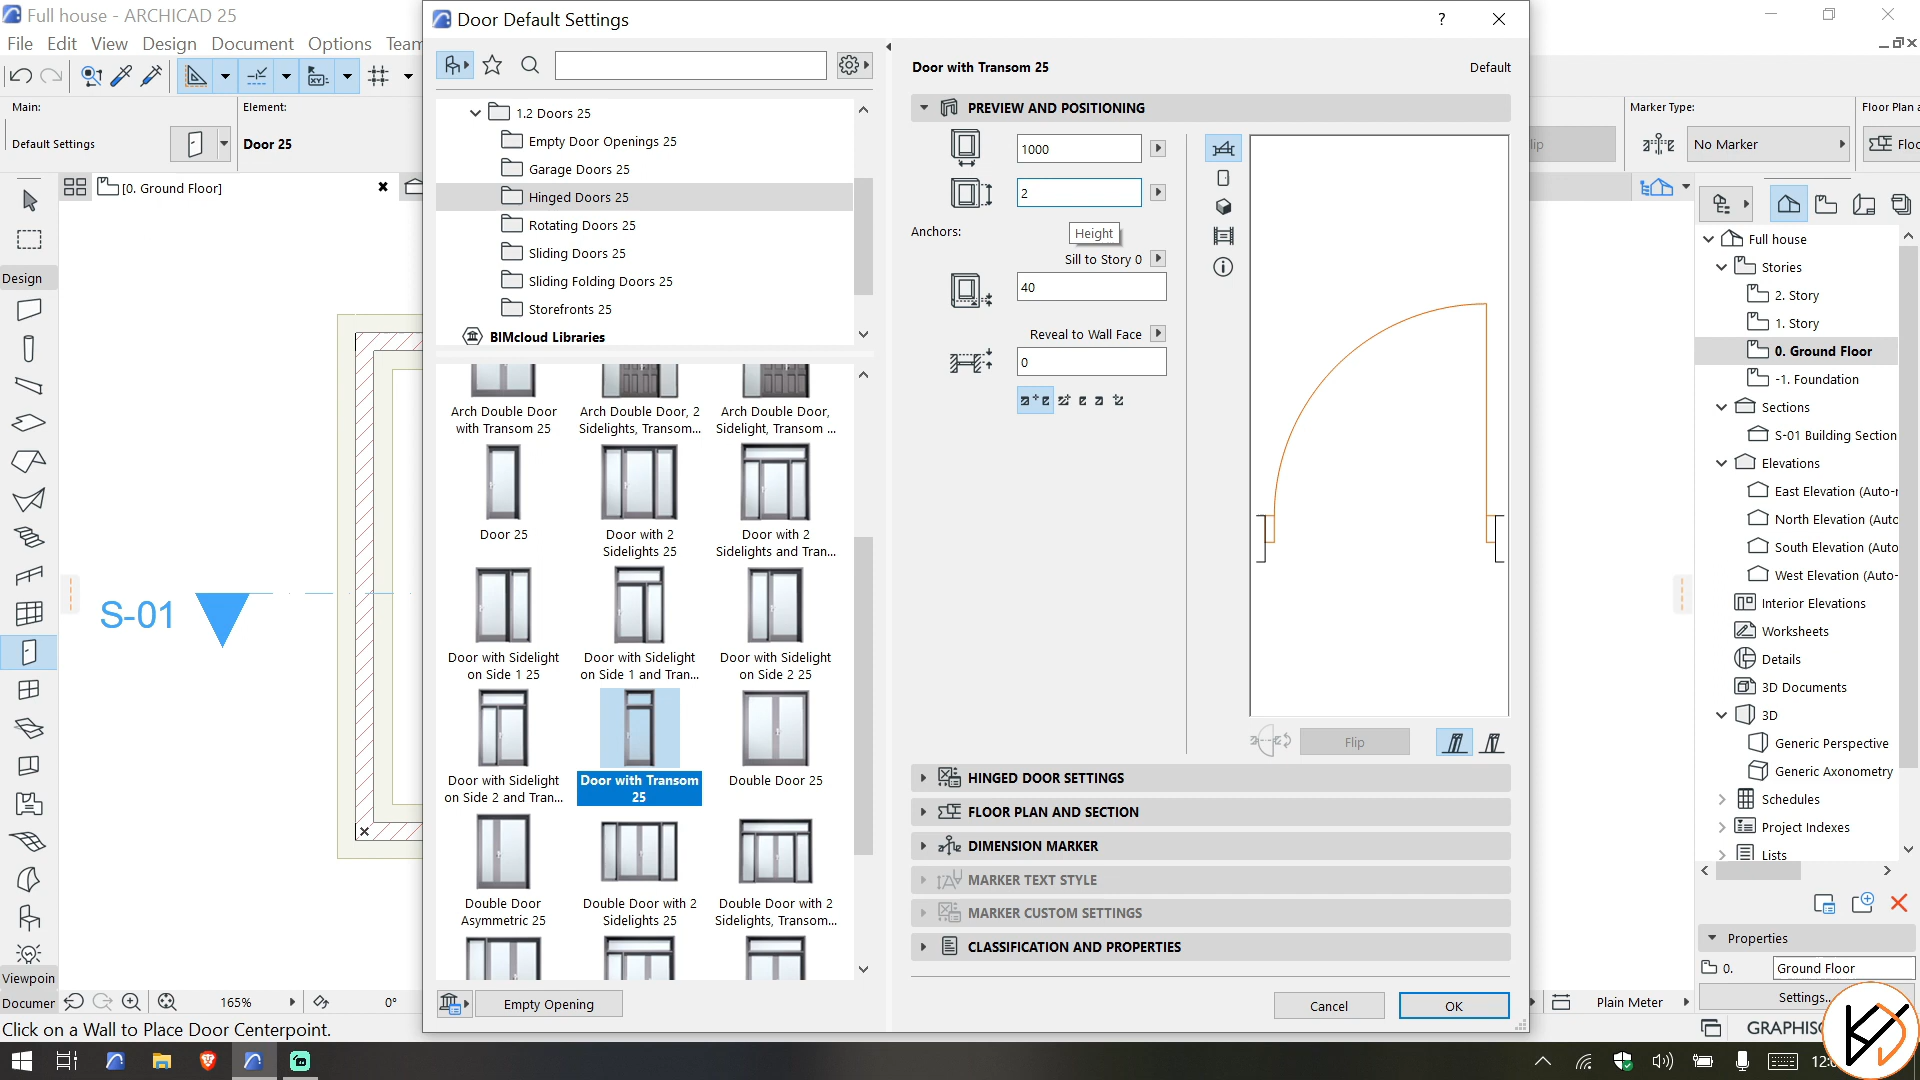 Full house - ARCHICAD 25
File Edit View Design Document Options
Main:
Default Settings
Element:
Door 25
[0. Ground Floor]
Design
S-01
Viewpoin
Documen
165%
0°
Click on a Wall to Place Door Centerpoint.
Door Default Settings
?
1.2 Doors 25
Empty Door Openings 25
Garage Doors 25
Hinged Doors 25
Rotating Doors 25
Sliding Doors 25
Sliding Folding Doors 25
Storefronts 25
BIMcloud Libraries
Arch Double Door with Transom 25
Arch Double Door, 2 Sidelights, Transom...
Arch Double Door, Sidelight, Transom ...
Door 25
Door with 2 Sidelights 25
Door with 2 Sidelights and Tran...
Door with Sidelight on Side 1 25
Door with Sidelight on Side 1 and Tran...
Door with Sidelight on Side 2 25
Door with Sidelight on Side 2 and Tran...
Door with Transom 25
Double Door 25
Double Door Asymmetric 25
Double Door with 2 Sidelights 25
Double Door with 2 Sidelights, Transom...
Empty Opening
Door with Transom 25
Default
PREVIEW AND POSITIONING
1000
2
Height
Anchors:
Sill to Story 0
40
Reveal to Wall Face
0
Flip
HINGED DOOR SETTINGS
FLOOR PLAN AND SECTION
DIMENSION MARKER
MARKER TEXT STYLE
MARKER CUSTOM SETTINGS
CLASSIFICATION AND PROPERTIES
Cancel
OK
Marker Type:
No Marker
Floor Plan a
Floc
Full house
Stories
2. Story
1. Story
0. Ground Floor
-1. Foundation
Sections
S-01 Building Section
Elevations
East Elevation (Auto-r
North Elevation (Auto
South Elevation (Auto
West Elevation (Auto-
Interior Elevations
Worksheets
Details
3D Documents
3D
Generic Perspective
Generic Axonometry
Schedules
Project Indexes
Lists
Properties
0.
Ground Floor
Settings...
Plain Meter
GRAPHISO